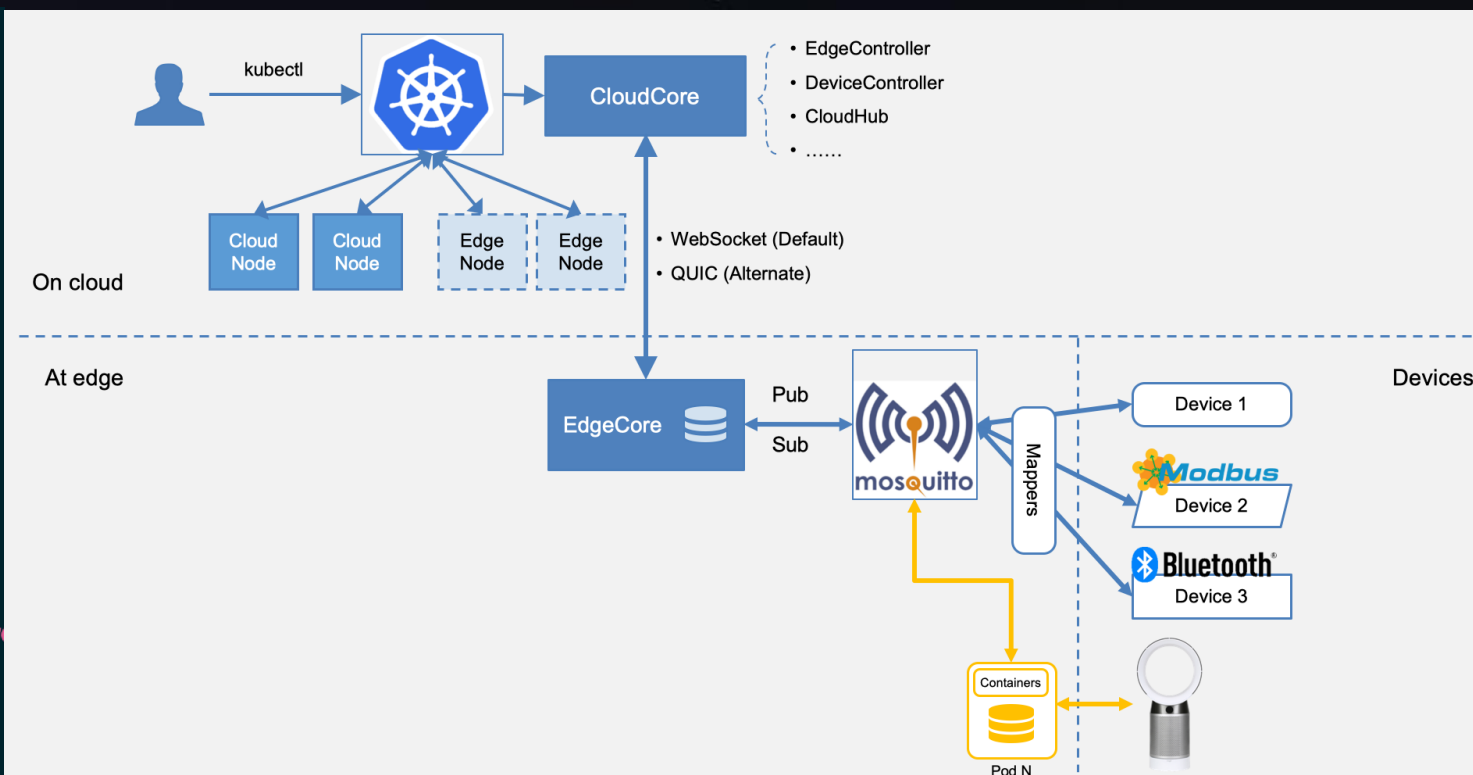 kubectl
CloudCore
• EdgeController
• DeviceController
• CloudHub
• ......
Cloud
Node
Cloud
Node
Edge
Node
Edge
Node
• WebSocket (Default)
• QUIC (Alternate)
On cloud
At edge
Devices
EdgeCore
Pub
Sub
mosquitto
Mappers
Device 1
Modbus
Device 2
Bluetooth®
Device 3
Containers
Pod N